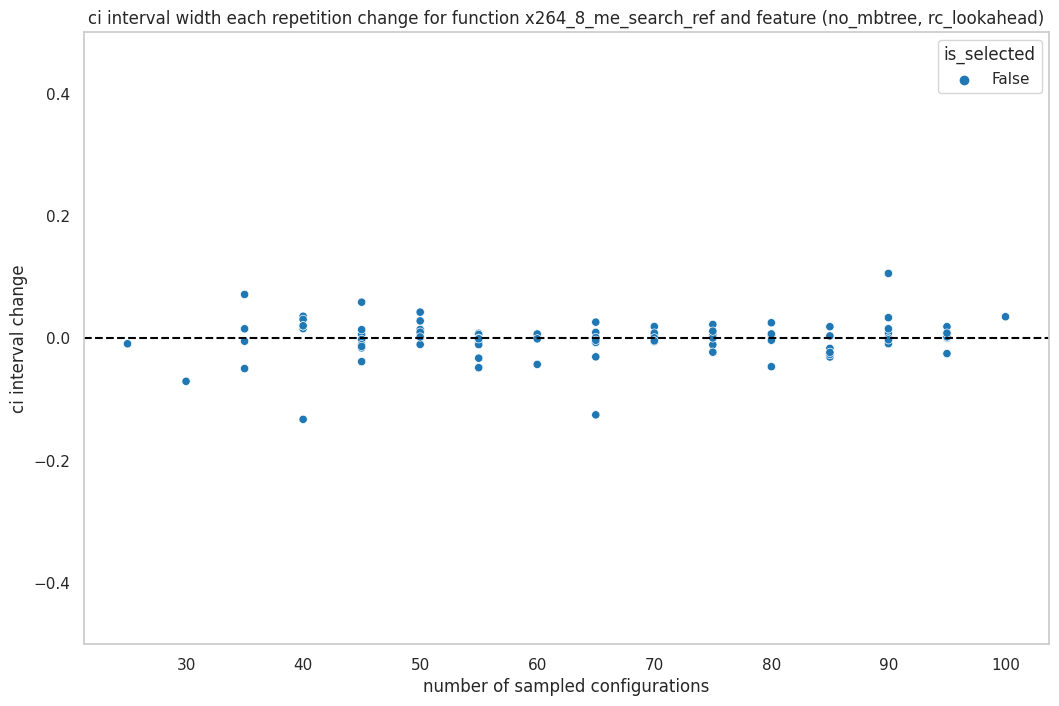 ci interval width each repetition change for function x264_8_me_search_ref and feature (no_mbtree, rc_lookahead)
is_selected
False
ci interval change
0.4
0.2
0.0
−0.2
−0.4
30 40 50 60 70 80 90 100
number of sampled configurations